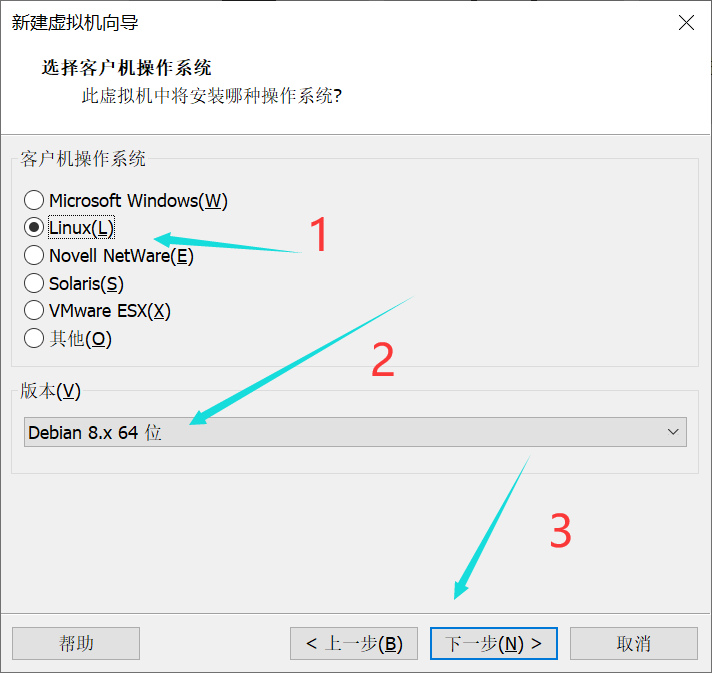 新建虚拟机向导
选择客户机操作系统
此虚拟机中将安装哪种操作系统?
客户机操作系统
Microsoft Windows(W)
Linux(L)
1
Novell NetWare(E)
Solaris(S)
VMware ESX(X)
其他(O)
2
版本(V)
Debian 8.x 64 位
3
帮助
< 上一步(B)
下一步(N) >
取消